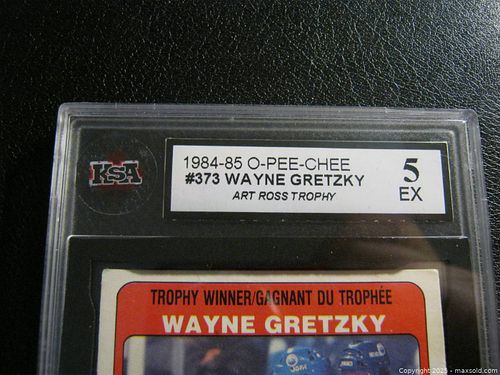 KSA
1984-85 O-PEE-CHEE
#373 WAYNE GRETZKY
ART ROSS TROPHY
5
EX
TROPHY WINNER/GAGNANT DU TROPHÉE
WAYNE GRETZKY
JOFA
Copyright 2025 - maxsold.com